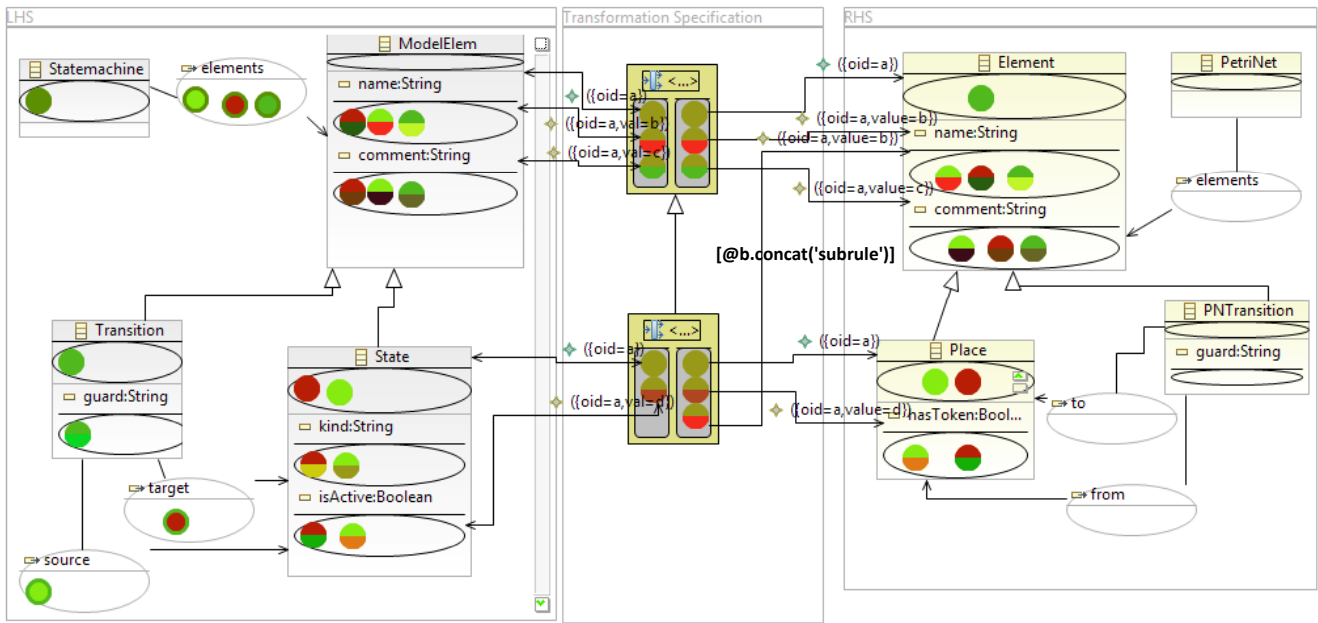 LHS
Transformation Specification
RHS
Statemachine
elements
ModelElem
name:String
comment:String
<...>
({oid=a})
({oid=a,val=b})
({oid=a,val=c})
({oid=a})
({oid=a,value=b})
({oid=a,value=b})
({oid=a,value=c})
Element
name:String
comment:String
PetriNet
elements
[@b.concat('subrule')]
Transition
guard:String
State
kind:String
isActive:Boolean
target
source
<...>
({oid=a})
({oid=a,val=d})
({oid=a})
({oid=a,value=d})
Place
hasToken:Bool...
PNTransition
guard:String
to
from